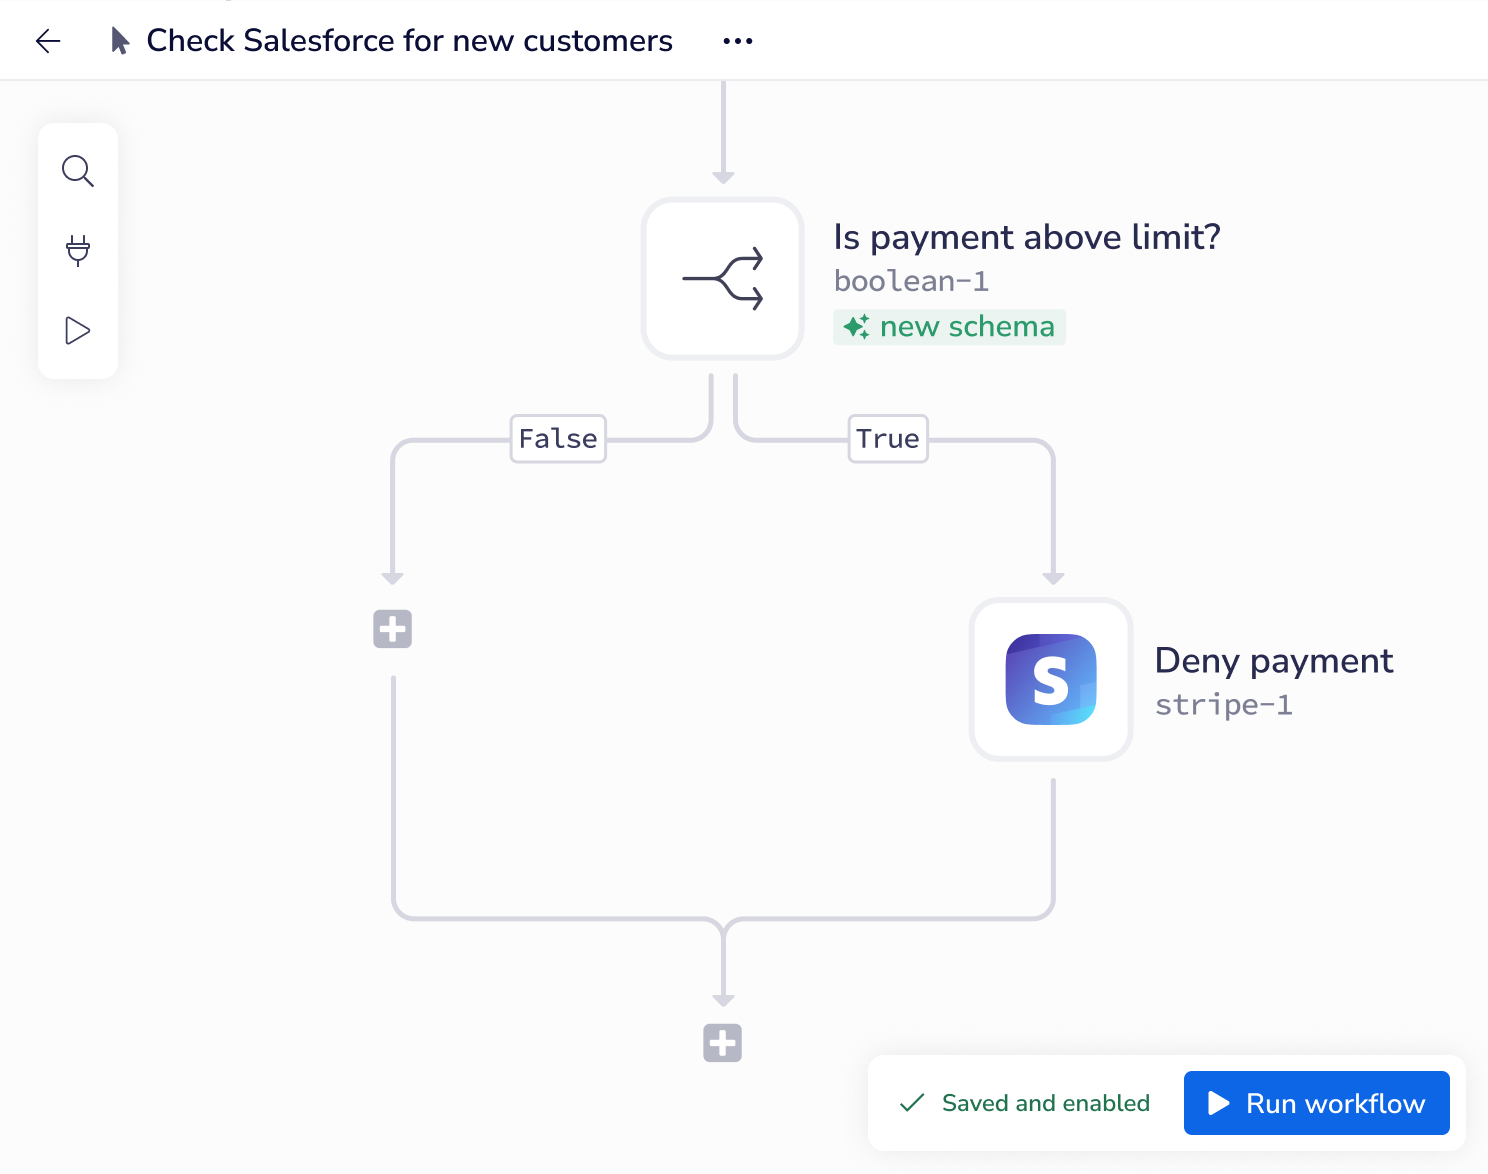 Check Salesforce for new customers
Is payment above limit?
boolean-1
new schema
False
True
S
Deny payment
stripe-1
Saved and enabled
Run workflow